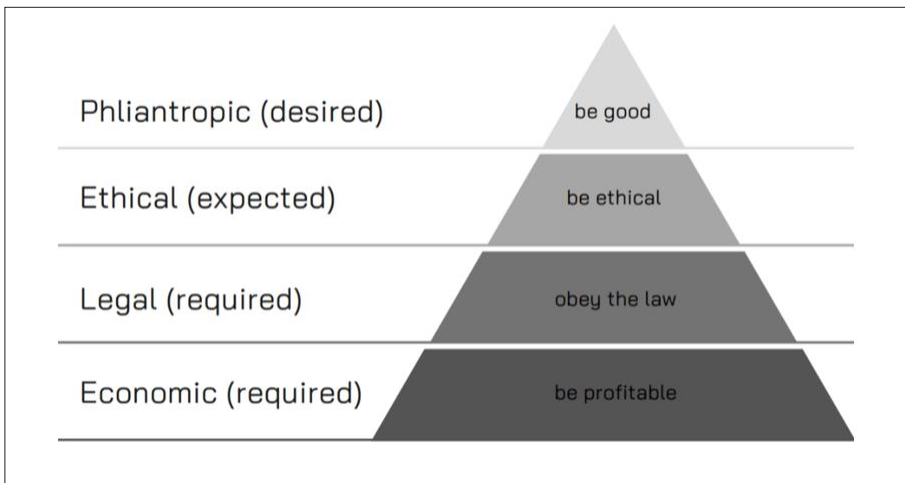 Phliantropic (desired)
be good
Ethical (expected)
be ethical
Legal (required)
obey the law
Economic (required)
be profitable